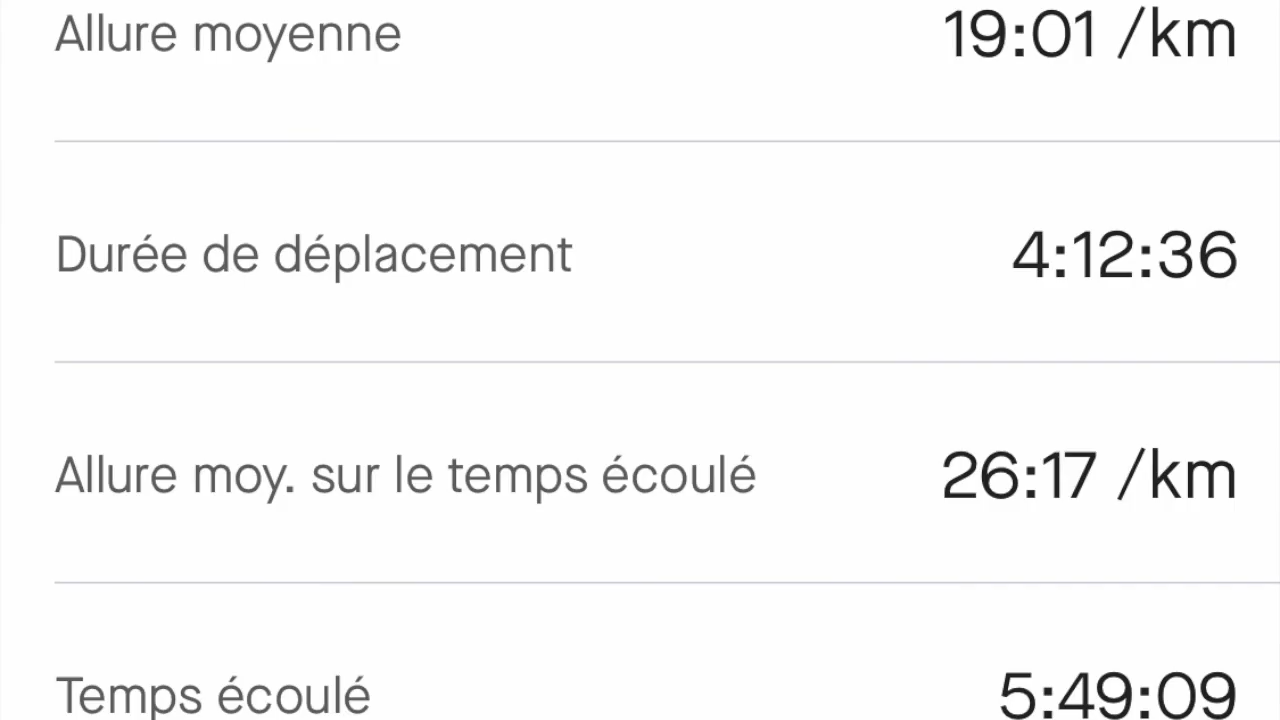 Allure moyenne 19:01 /km
Durée de déplacement 4:12:36
Allure moy. sur le temps écoulé 26:17 /km
Temps écoulé 5:49:09